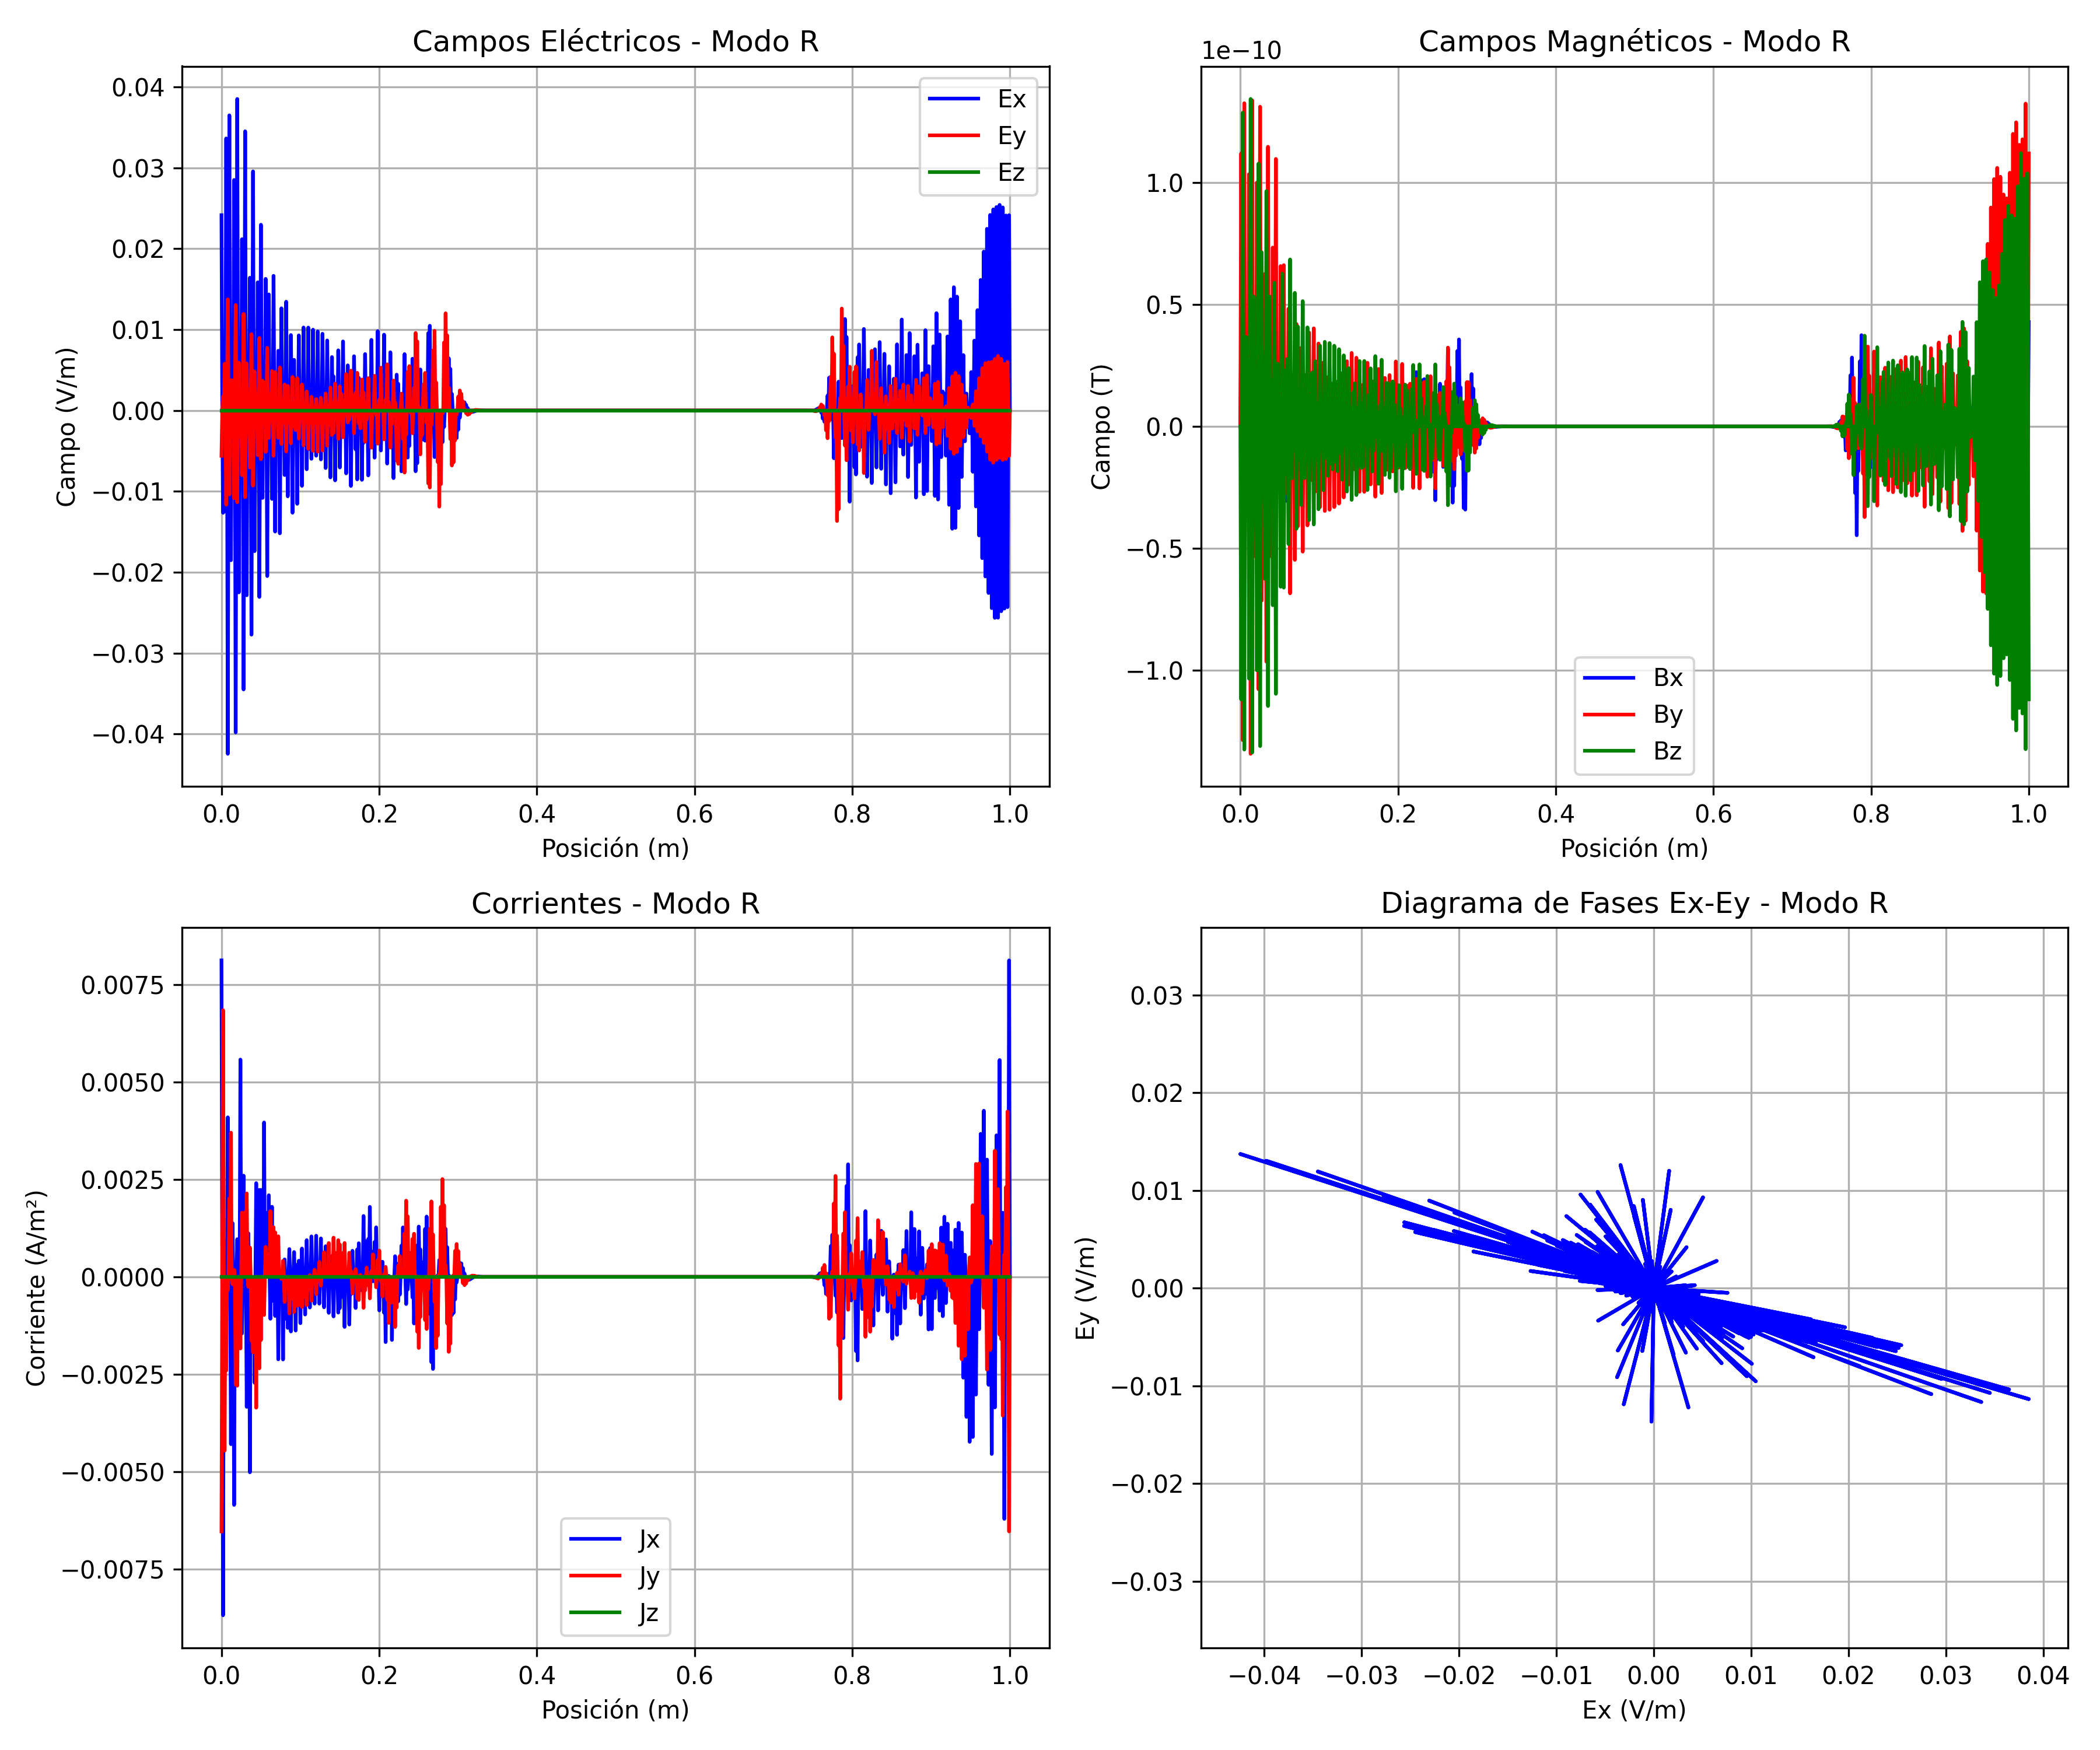 Campos Eléctricos - Modo R
0.04
0.03
0.02
0.01
0.00
−0.01
−0.02
−0.03
−0.04
Campo (V/m)
Ex
Ey
Ez
0.0 0.2 0.4 0.6 0.8 1.0
Posición (m)
Campos Magnéticos - Modo R
1e−10
1.0
0.5
0.0
−0.5
−1.0
Campo (T)
Bx
By
Bz
0.0 0.2 0.4 0.6 0.8 1.0
Posición (m)
Corrientes - Modo R
0.0075
0.0050
0.0025
0.0000
−0.0025
−0.0050
−0.0075
Corriente (A/m²)
Jx
Jy
Jz
0.0 0.2 0.4 0.6 0.8 1.0
Posición (m)
Diagrama de Fases Ex-Ey - Modo R
0.03
0.02
0.01
0.00
−0.01
−0.02
−0.03
Ey (V/m)
−0.04 −0.03 −0.02 −0.01 0.00 0.01 0.02 0.03 0.04
Ex (V/m)